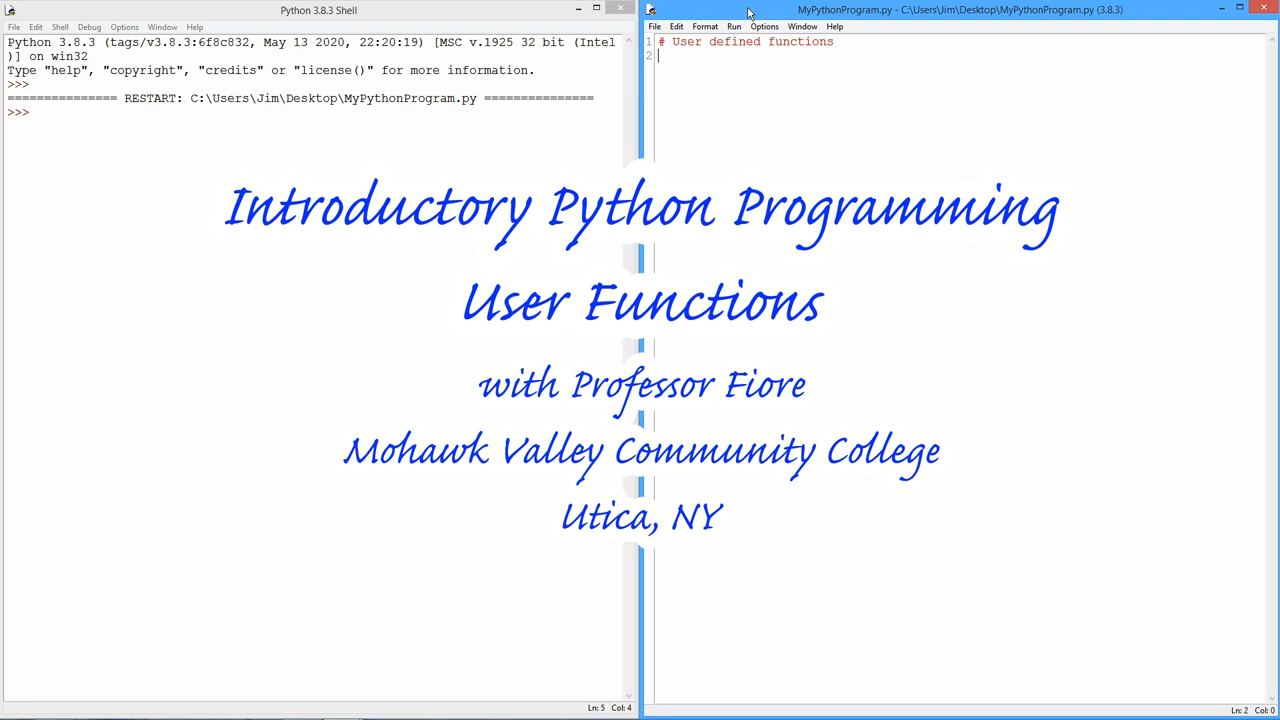 Python 3.8.3 Shell
File Edit Shell Debug Options Window Help
Python 3.8.3 (tags/v3.8.3:6f8c832, May 13 2020, 22:20:19) [MSC v.1925 32 bit (Intel
)] on win32
Type "help", "copyright", "credits" or "license()" for more information.
>>>
=============== RESTART: C:\Users\Jim\Desktop\MyPythonProgram.py ===============
>>>
Ln: 5 Col: 4
MyPythonProgram.py - C:\Users\Jim\Desktop\MyPythonProgram.py (3.8.3)
File Edit Format Run Options Window Help
1 # User defined functions
2
Ln: 2 Col: 0
Introductory Python Programming
User Functions
with Professor Fiore
Mohawk Valley Community College
Utica, NY